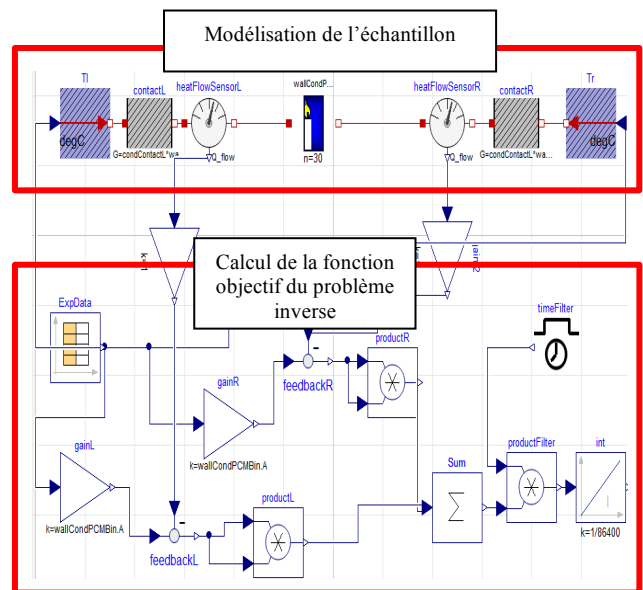 Modélisation de l'échantillon
Tl
contactL
heatFlowSensorL
wallCondP...
heatFlowSensorR
contactR
Tr
degC
G=condContactL*wa
Q_flow
n=30
Q_flow
G=condContactL*wa...
degC
k=1
Calcul de la fonction
objectif du problème
inverse
ExpData
timeFilter
productR
gainR
feedbackR
k=wallCondPCMBin.A
gainL
Sum
productFilter
int
productL
k=wallCondPCMBin.A
feedbackL
k=1/86400